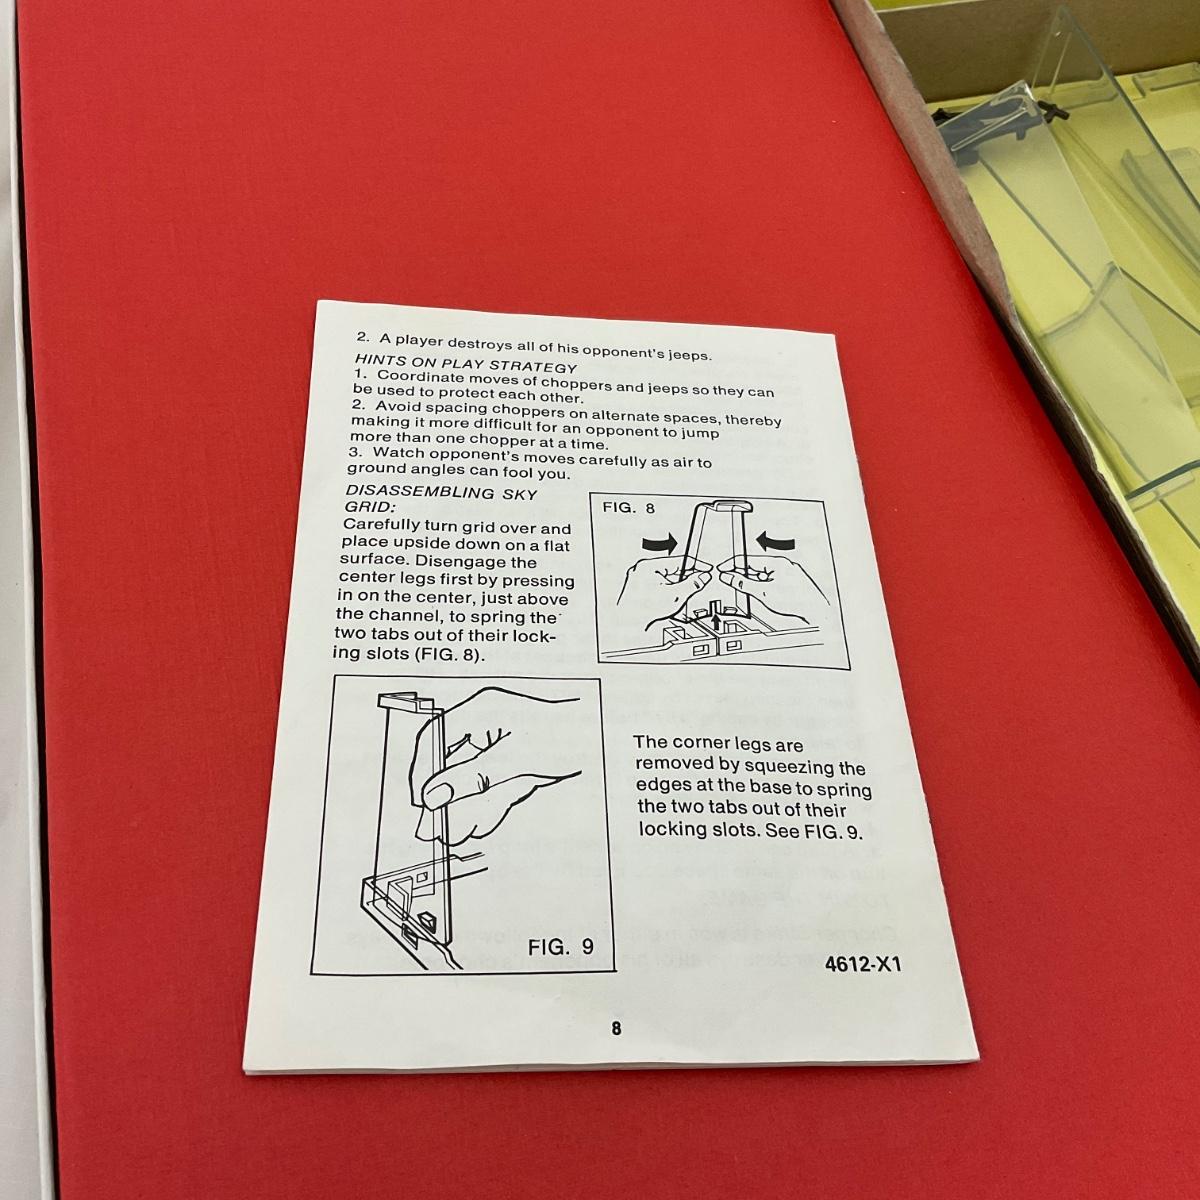 2. A player destroys all of his opponent's jeeps.
HINTS ON PLAY STRATEGY
1. Coordinate moves of choppers and jeeps so they can
be used to protect each other.
2. Avoid spacing choppers on alternate spaces, thereby
making it more difficult for an opponent to jump
more than one chopper at a time.
3. Watch opponent's moves carefully as air to
ground angles can fool you.
DISASSEMBLING SKY
GRID:
Carefully turn grid over and
place upside down on a flat
surface. Disengage the
center legs first by pressing
in on the center, just above
the channel, to spring the
two tabs out of their lock-
ing slots (FIG. 8).
FIG. 8
The corner legs are
removed by squeezing the
edges at the base to spring
the two tabs out of their
locking slots. See FIG. 9.
FIG. 9
4612-X1
8